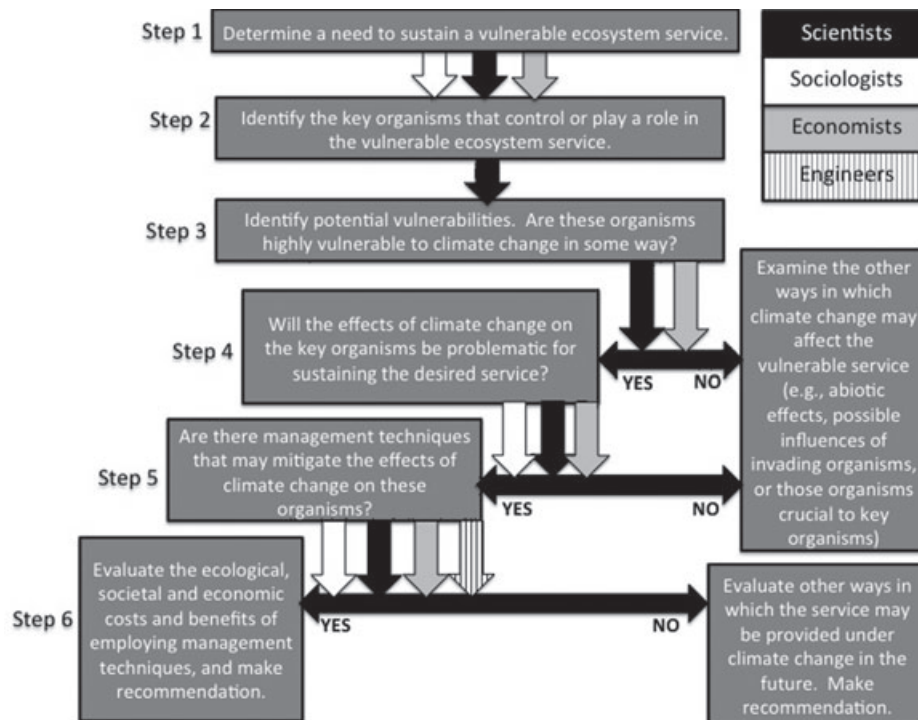 Step 1
Determine a need to sustain a vulnerable ecosystem service.
Scientists
Sociologists
Economists
Engineers
Step 2
Identify the key organisms that control or play a role in
the vulnerable ecosystem service.
Step 3
Identify potential vulnerabilities. Are these organisms
highly vulnerable to climate change in some way?
Step 4
Will the effects of climate change on
the key organisms be problematic for
sustaining the desired service?
YES
NO
Examine the other
ways in which
climate change may
affect the
vulnerable service
(e.g., abiotic
effects, possible
influences of
invading organisms,
or those organisms
crucial to key
organisms)
Step 5
Are there management techniques
that may mitigate the effects of
climate change on these
organisms?
YES
NO
Step 6
Evaluate the ecological,
societal and economic
costs and benefits of
employing management
techniques, and make
recommendation.
YES
NO
Evaluate other ways in
which the service may
be provided under
climate change in the
future. Make
recommendation.